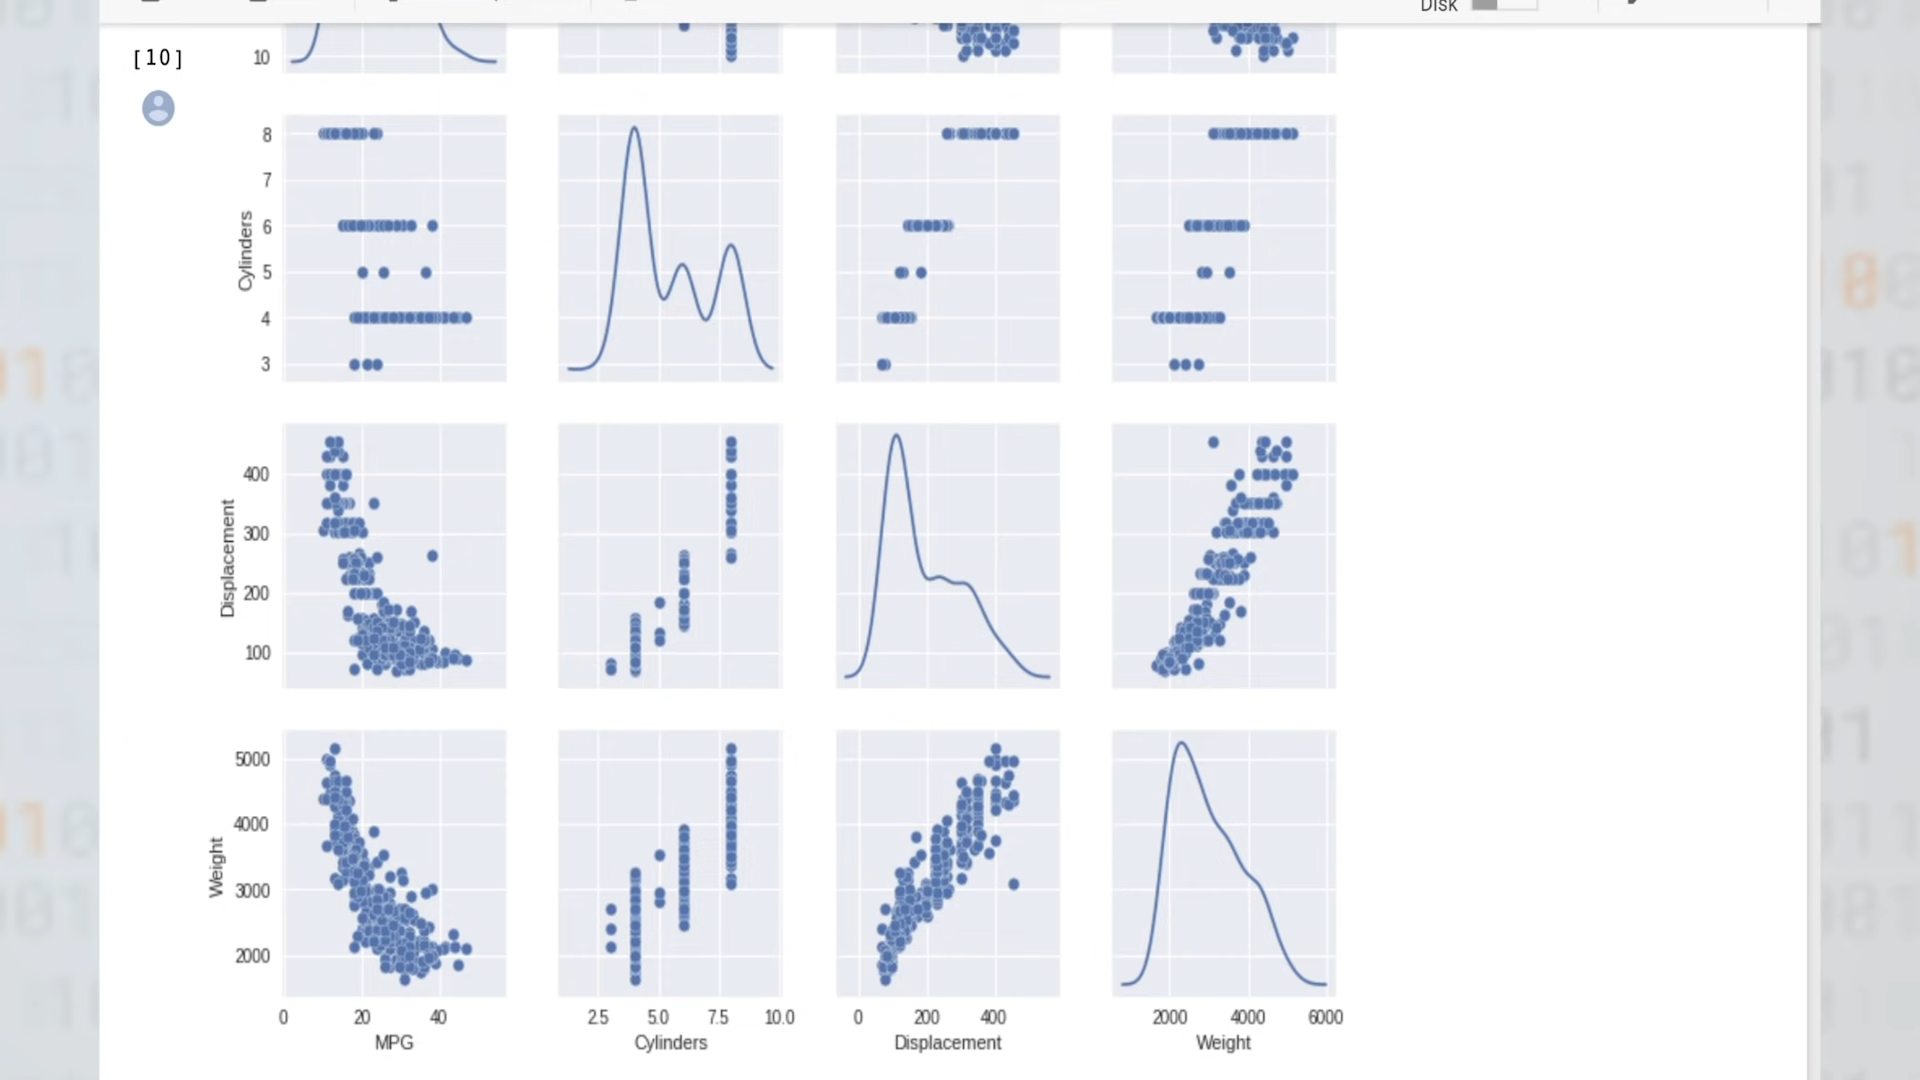 Disk
[10]
10
8
7
6
5
4
3
Cylinders
400
300
200
100
Displacement
5000
4000
3000
2000
Weight
0 20 40 2.5 5.0 7.5 10.0 0 200 400 2000 4000 6000
MPG Cylinders Displacement Weight